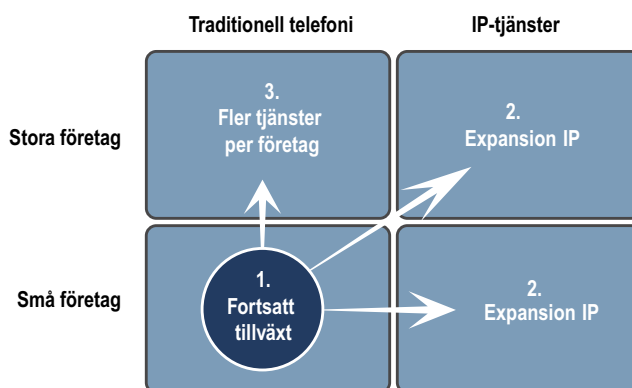 Traditionell telefoni
IP-tjänster
Stora företag
3.
Fler tjänster
per företag
2.
Expansion IP
Små företag
1.
Fortsatt
tillväxt
2.
Expansion IP